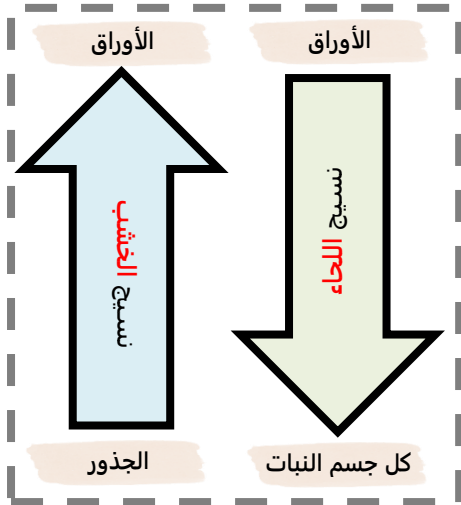 الأوراق
نسيج اللحاء
كل جسم النبات
الأوراق
نسيج الخشب
الجذور